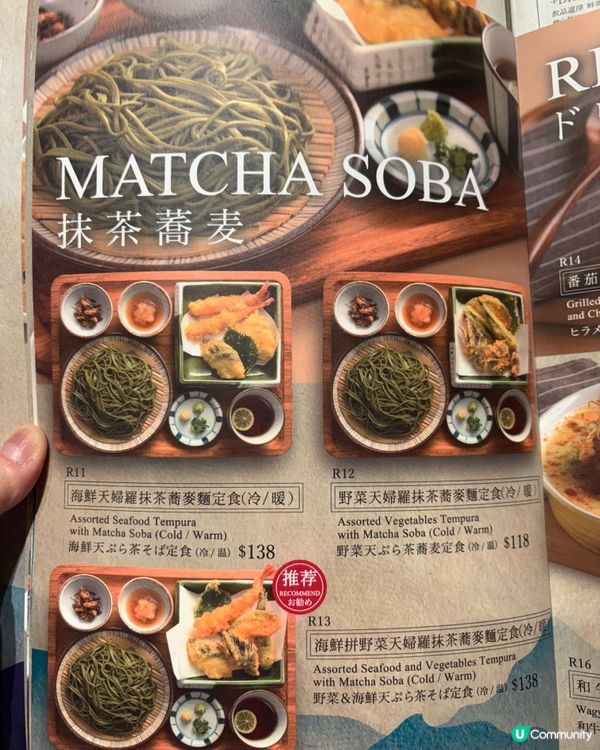 MATCHA SOBA
抹茶蕎麦
R11
海鮮天婦羅抹茶蕎麥麵定食(冷/暖)
Assorted Seafood Tempura
with Matcha Soba (Cold / Warm)
海鮮天ぷら茶そば定食 (冷/温) $138
R12
野菜天婦羅抹茶蕎麥麵定食(冷/暖)
Assorted Vegetables Tempura
with Matcha Soba (Cold / Warm)
野菜天ぷら茶蕎麦定食 (冷/温) $118
推荐
RECOMMEND
お勧め
R13
海鮮拼野菜天婦羅抹茶蕎麥麵定食(冷/暖
Assorted Seafood and Vegetables Tempura
with Matcha Soba (Cold / Warm)
野菜&海鮮天ぷら茶そば定食 (冷/温) $138
R14
番茄
Grilled
and Ch
ヒラメ
R16
和牛
Wagy
和牛
U Community